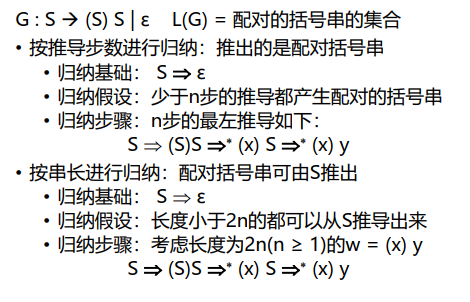 G : S → (S) S | ε L(G) = 配对的括号串的集合
• 按推导步数进行归纳：推出的是配对括号串
• 归纳基础： S ⇒ ε
• 归纳假设：少于n步的推导都产生配对的括号串
• 归纳步骤：n步的最左推导如下：
S ⇒ (S)S ⇒* (x) S ⇒* (x) y
• 按串长进行归纳：配对括号串可由S推出
• 归纳基础： S ⇒ ε
• 归纳假设：长度小于2n的都可以从S推导出来
• 归纳步骤：考虑长度为2n(n ≥ 1)的w = (x) y
S ⇒ (S)S ⇒* (x) S ⇒* (x) y